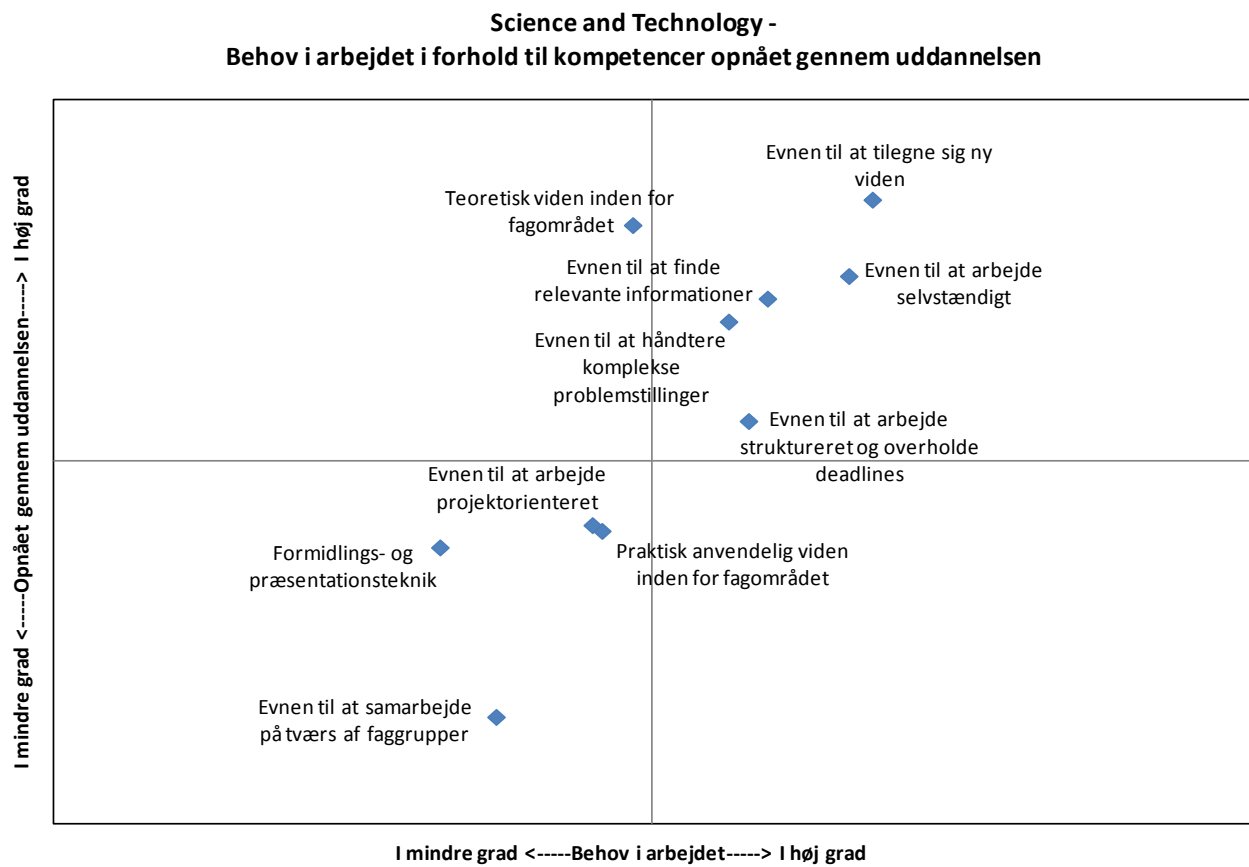 Science and Technology -
Behov i arbejdet i forhold til kompetencer opnået gennem uddannelsen
I mindre grad <-----Opnået gennem uddannelsen-----> I høj grad
Evnen til at tilegne sig ny
viden
Teoretisk viden inden for
fagområdet
Evnen til at finde
relevante informationer
Evnen til at arbejde
selvstændigt
Evnen til at håndtere
komplekse
problemstillinger
Evnen til at arbejde
struktureret og overholde
deadlines
Evnen til at arbejde
projektorienteret
Formidlings- og
præsentationsteknik
Praktisk anvendelig viden
inden for fagområdet
Evnen til at samarbejde
på tværs af faggrupper
I mindre grad <-----Behov i arbejdet-----> I høj grad